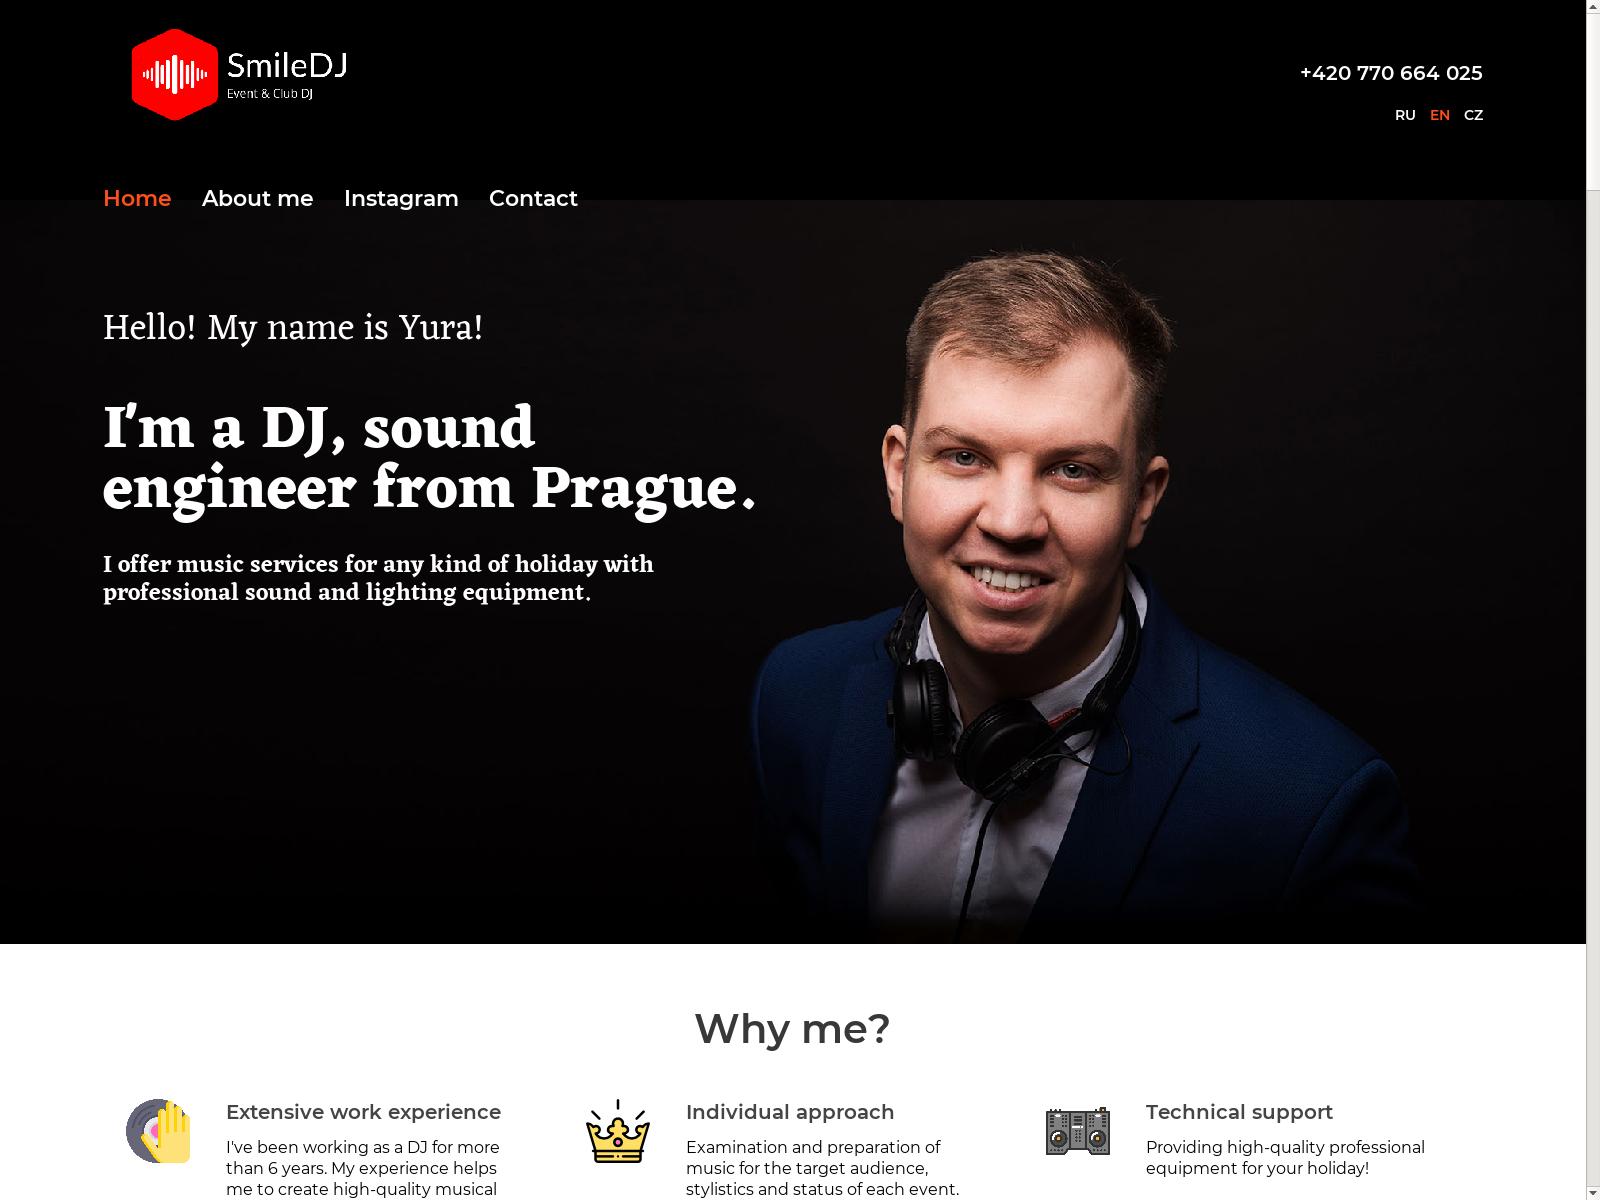 SmileDJ
Event & Club DJ
+420 770 664 025
RU EN CZ
Home About me Instagram Contact
Hello! My name is Yura!
I'm a DJ, sound
engineer from Prague.
I offer music services for any kind of holiday with
professional sound and lighting equipment.
Why me?
Extensive work experience
I've been working as a DJ for more
than 6 years. My experience helps
me to create high-quality musical
Individual approach
Examination and preparation of
music for the target audience,
stylistics and status of each event.
Technical support
Providing high-quality professional
equipment for your holiday!